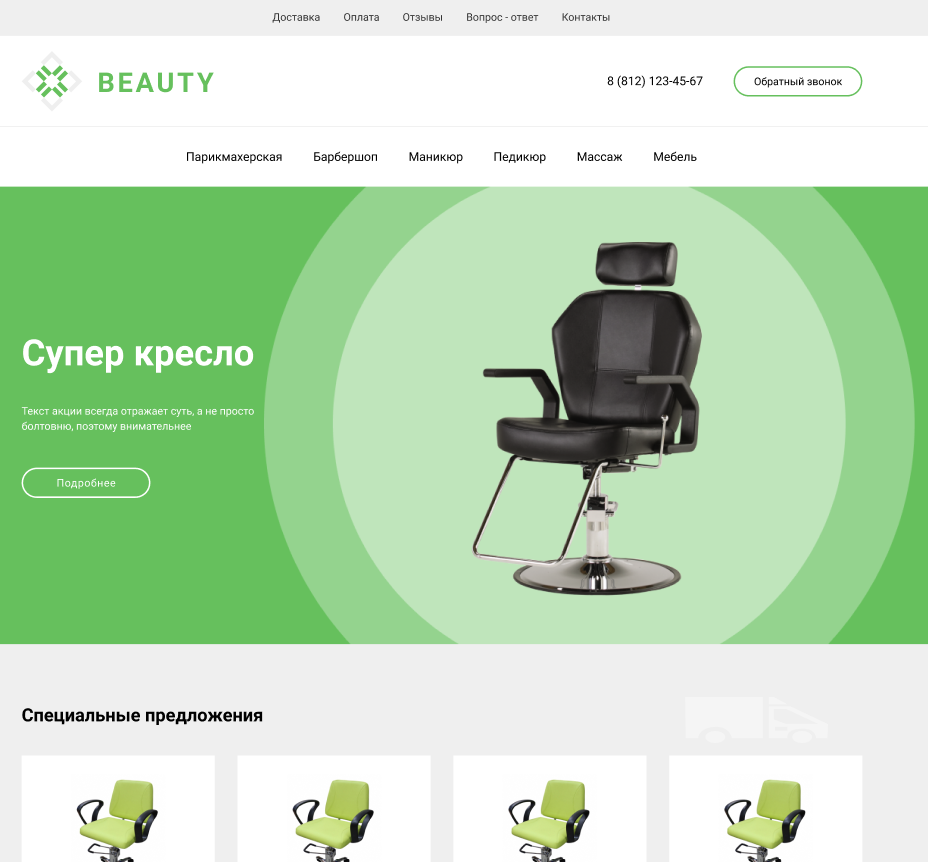 Доставка Оплата Отзывы Вопрос - ответ Контакты
BEAUTY
8 (812) 123-45-67
Обратный звонок
Парикмахерская Барбершоп Маникюр Педикюр Массаж Мебель
Супер кресло
Текст акции всегда отражает суть, а не просто
болтовню, поэтому внимательнее
Подробнее
Специальные предложения